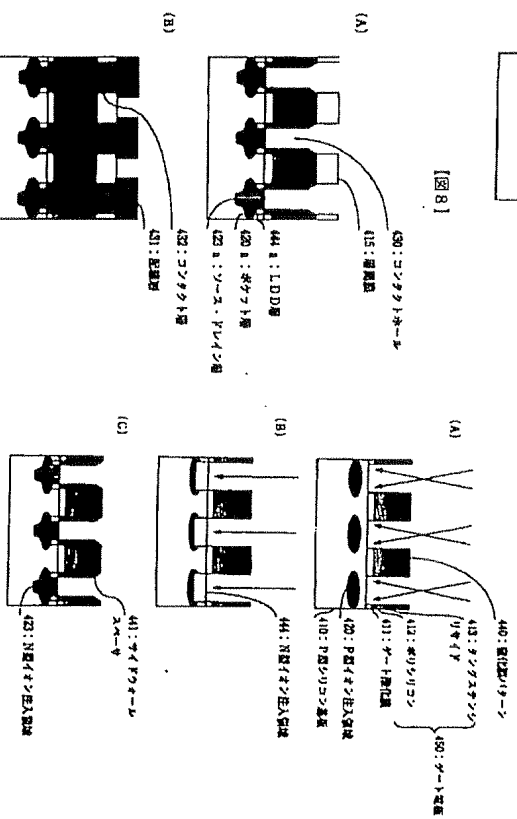 【図8】
(A)
430：コンタクトホール
415：層間膜
444a：LDD層
420a：ポケット層
423a：ソース・ドレイン層
(B)
432：コンタクト層
431：配線層
(A)
440：窒化膜パターン
413：タングステンシ
リサイド
412：ポリシリコン
411：ゲート酸化膜
450：ゲート電極
420：P型イオン注入領域
410：P型シリコン基板
(B)
444：N型イオン注入領域
(C)
441：サイドウォール
スペーサ
423：N型イオン注入領域